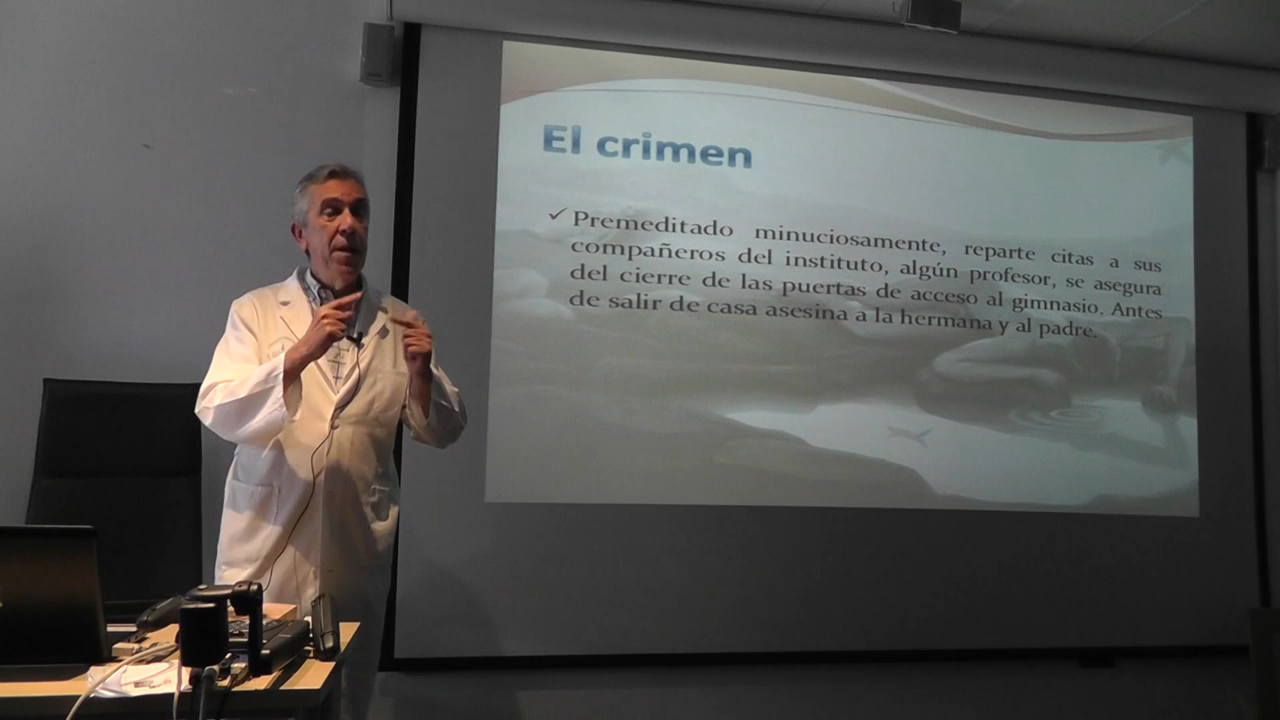 El crimen
✓ Premeditado minuciosamente, reparte citas a sus
compañeros del instituto, algún profesor, se asegura
del cierre de las puertas de acceso al gimnasio. Antes
de salir de casa asesina a la hermana y al padre.